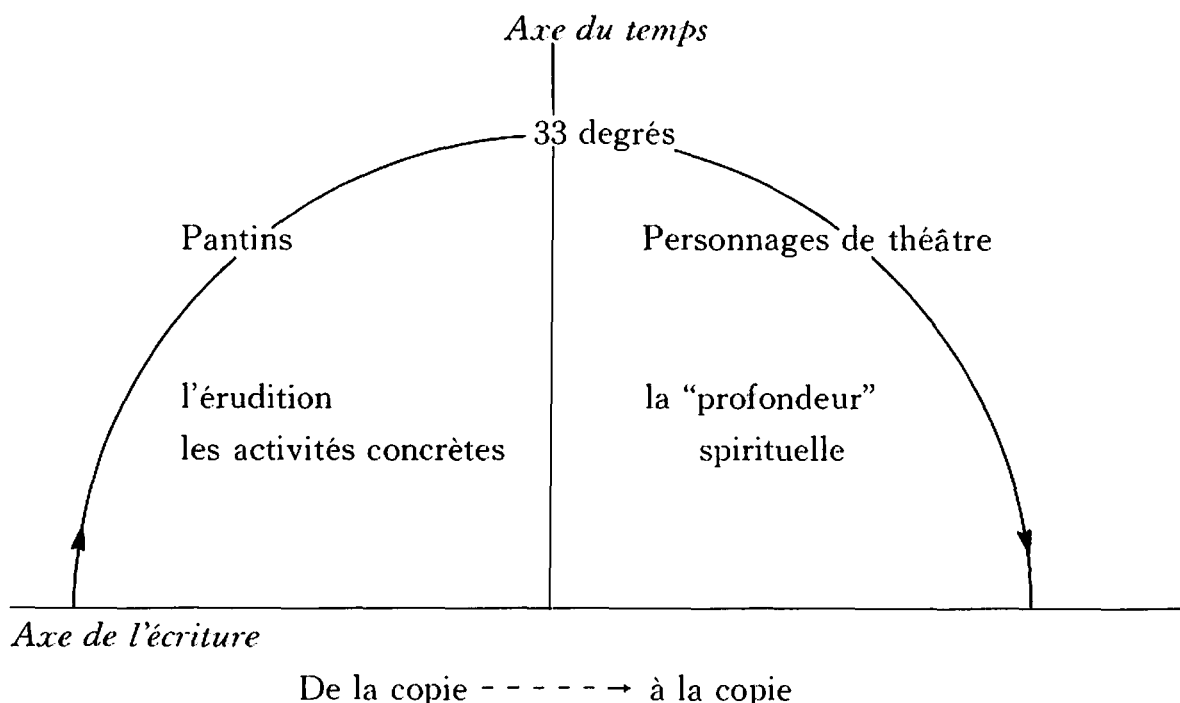 Axe du temps
33 degrés
Pantins
Personnages de théâtre
l'érudition
les activités concrètes
la “profondeur”
spirituelle
Axe de l'écriture
De la copie - - - - - → à la copie